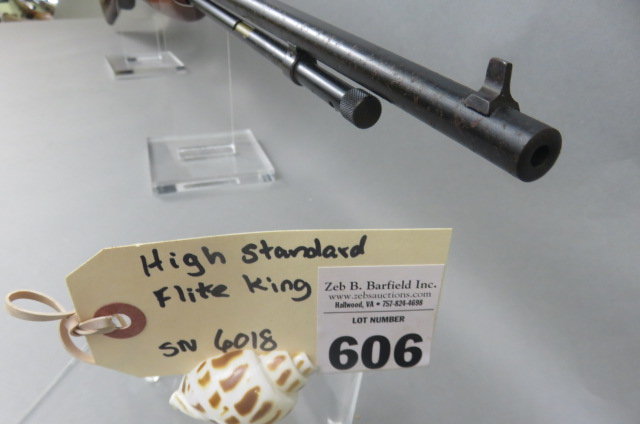 High Standard
Flite King
SN 6018
Zeb B. Barfield Inc.
www.zebsauctions.com
Hallwood, VA • 757-824-4698
LOT NUMBER
606